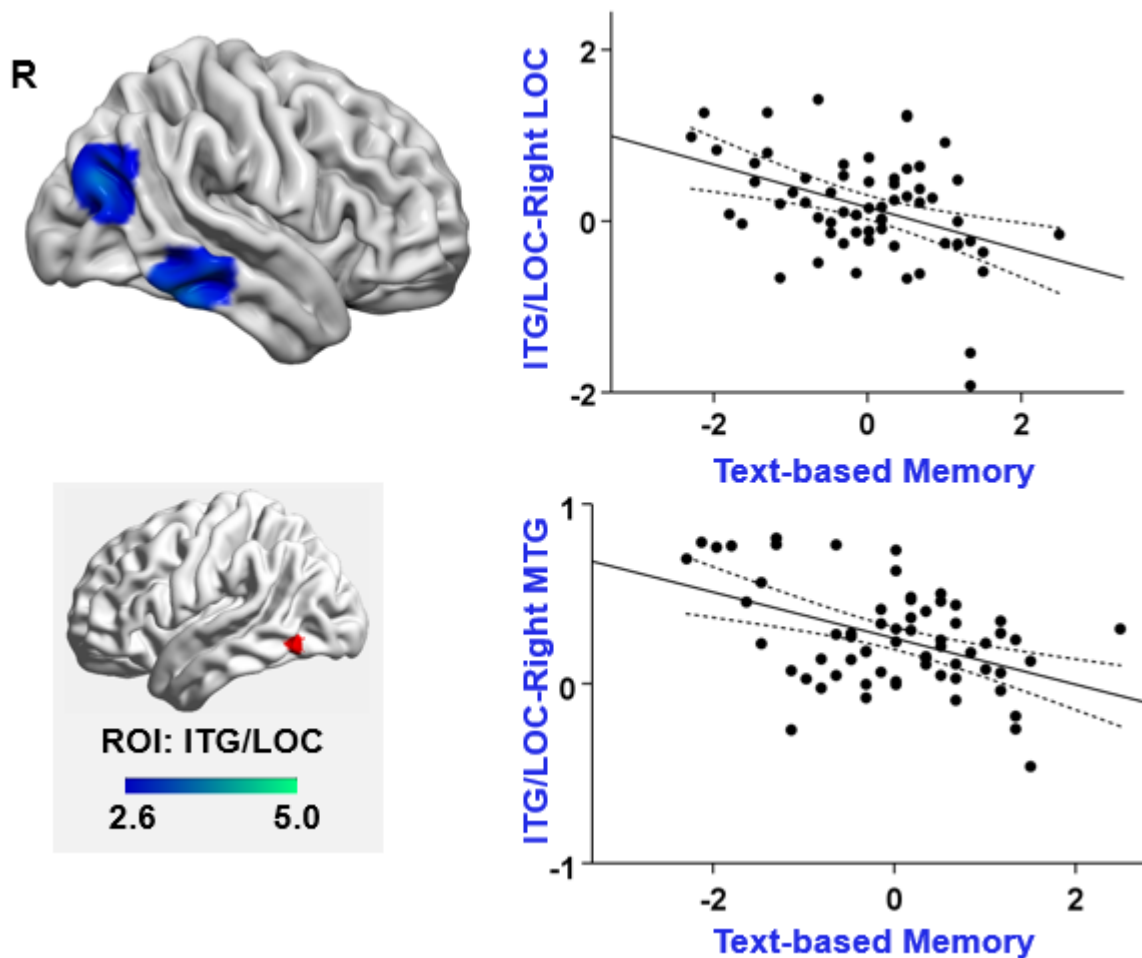 R
ROI: ITG/LOC
2.6 5.0
ITG/LOC-Right LOC
2
0
-2
-2 0 2
Text-based Memory
ITG/LOC-Right MTG
1
0
-1
-2 0 2
Text-based Memory